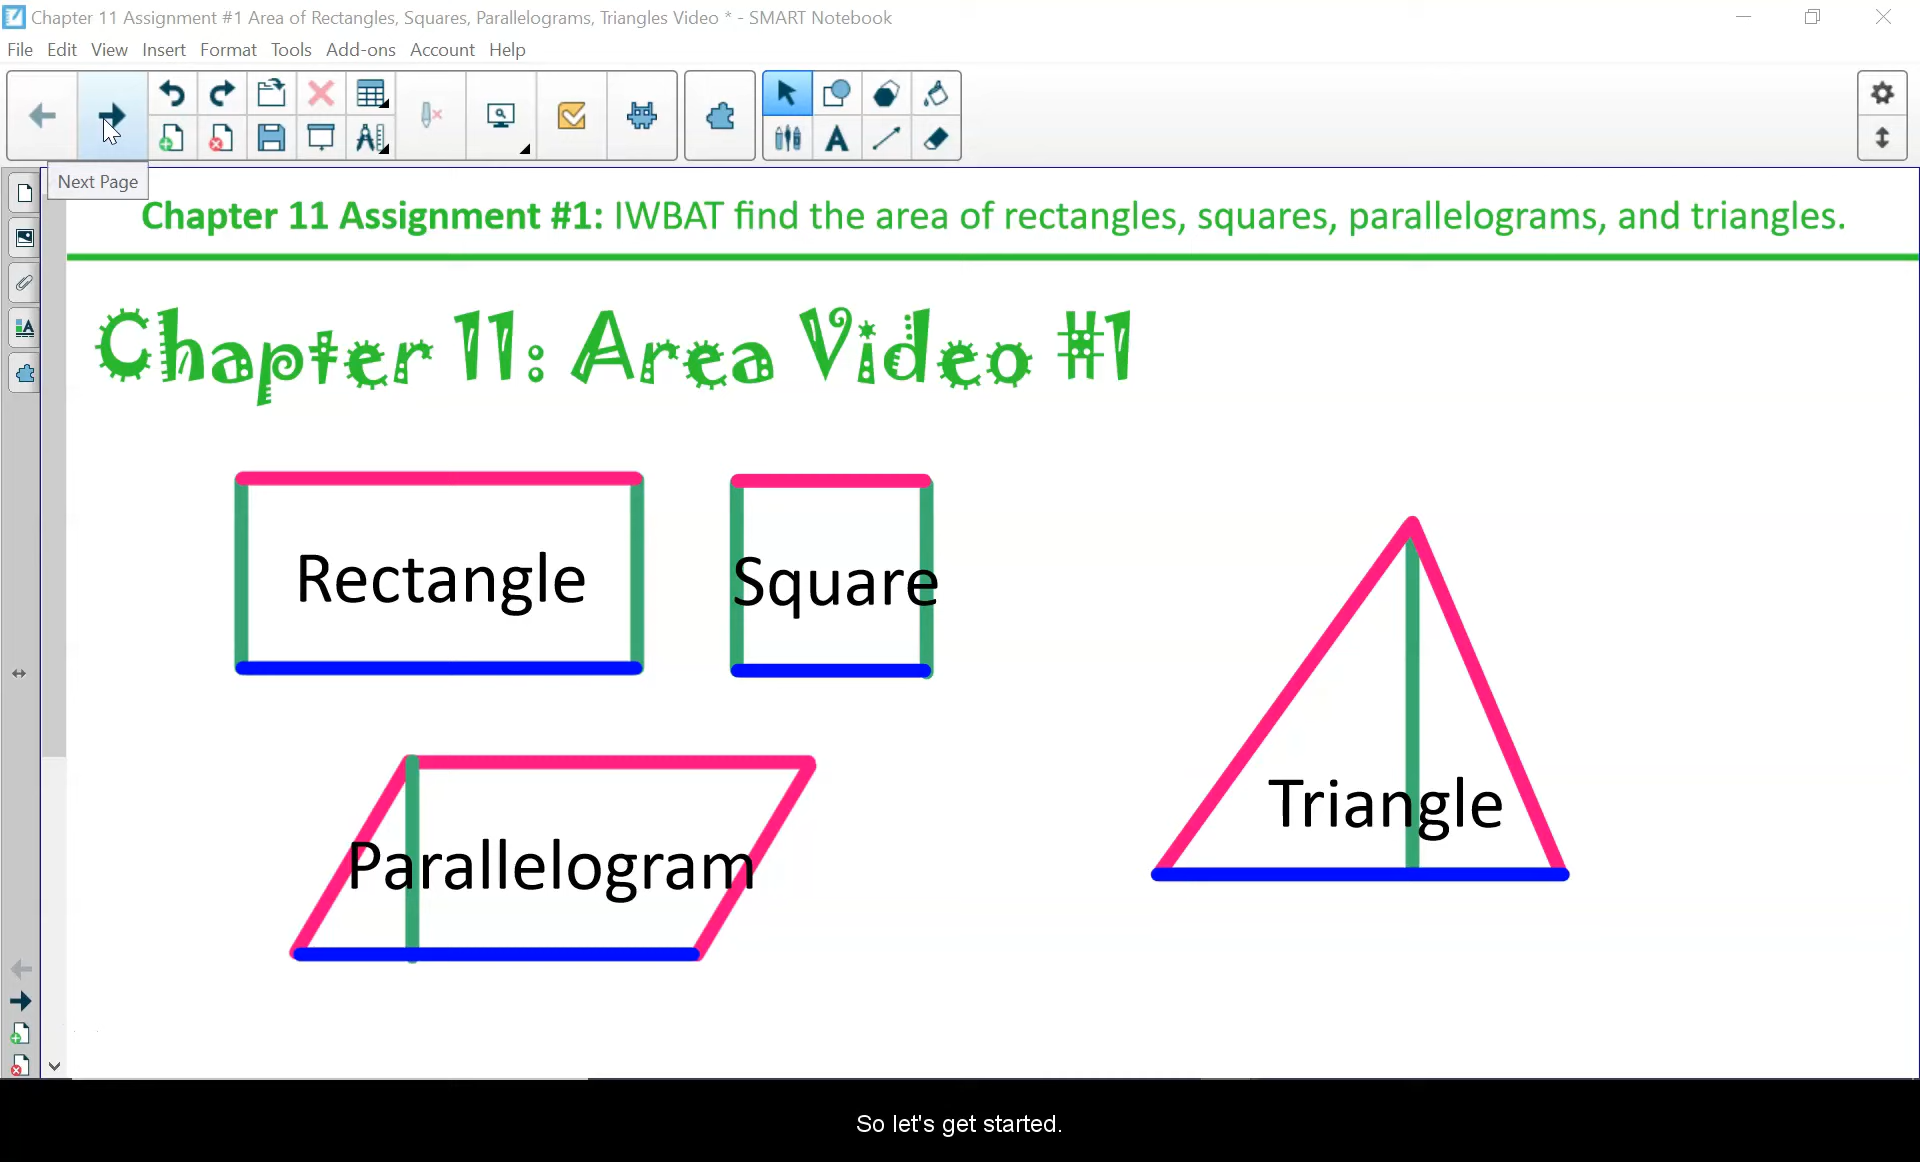 Chapter 11 Assignment #1 Area of Rectangles, Squares, Parallelograms, Triangles Video * - SMART Notebook
File Edit View Insert Format Tools Add-ons Account Help
Next Page
Chapter 11 Assignment #1: IWBAT find the area of rectangles, squares, parallelograms, and triangles.
Chapter 11: Area Video #1
Rectangle
Square
Triangle
Parallelogram
So let's get started.